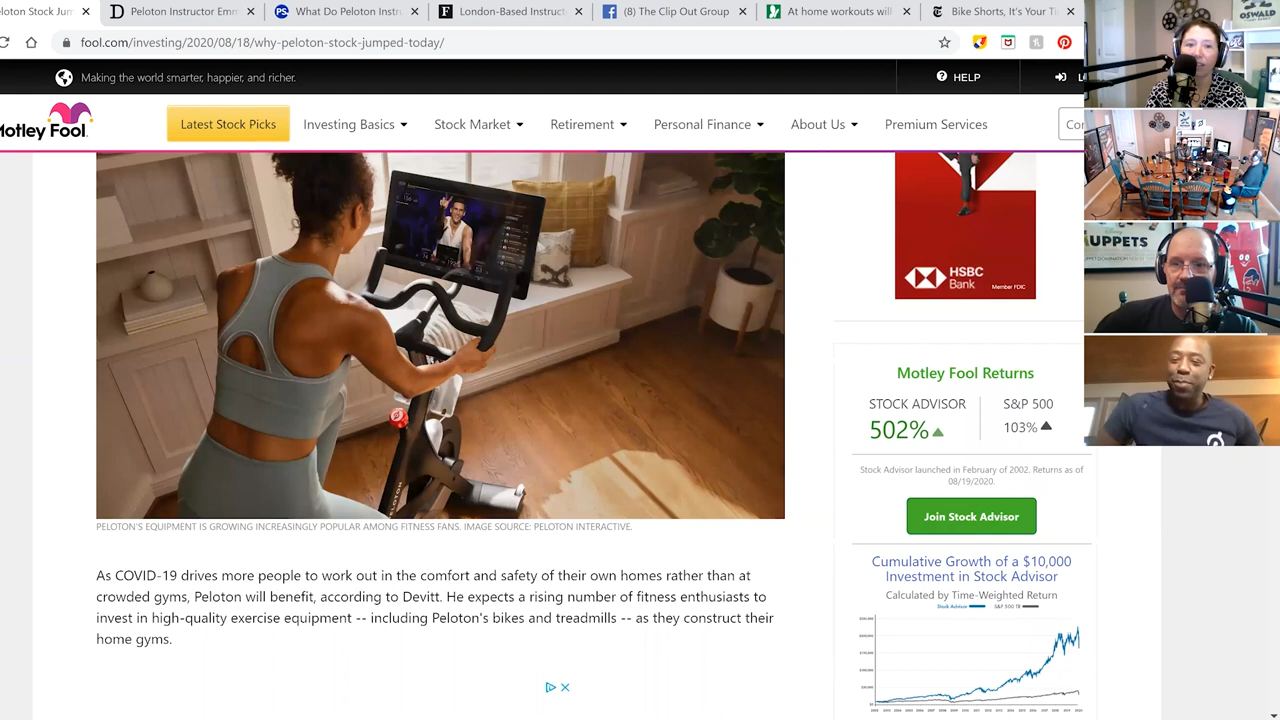 oton Stock Jum
Peloton Instructor Emm
What Do Peloton Instru
London-Based Instruct
(8) The Clip Out Group
At home workouts will
Bike Shorts, It's Your Ti
fool.com/investing/2020/08/18/why-peloton-stock-jumped-today/
Making the world smarter, happier, and richer.
HELP
Motley Fool.
Latest Stock Picks
Investing Basics
Personal Finance
Retirement
About Us
Premium Services
OSWALD
MUPPETS
HSBC
Bank
Member FDIC
PELOTON
Motley Fool Returns
STOCK ADVISOR
S&P 500
502%
103%
Stock Advisor launched in February of 2002. Returns as of
08/19/2020.
Join Stock Advisor
PELOTON'S EQUIPMENT IS GROWING INCREASINGLY POPULAR AMONG FITNESS FANS. IMAGE SOURCE: PELOTON INTERACTIVE.
As COVID-19 drives more people to work out in the comfort and safety of their own homes rather than at
crowded gyms, Peloton will benefit, according to Devitt. He expects a rising number of fitness enthusiasts to
invest in high-quality exercise equipment -- including Peloton's bikes and treadmills -- as they construct their
home gyms.
Cumulative Growth of a $10,000
Investment in Stock Advisor
Calculated by Time-Weighted Return
Stock Advisor
S&P 500 TR